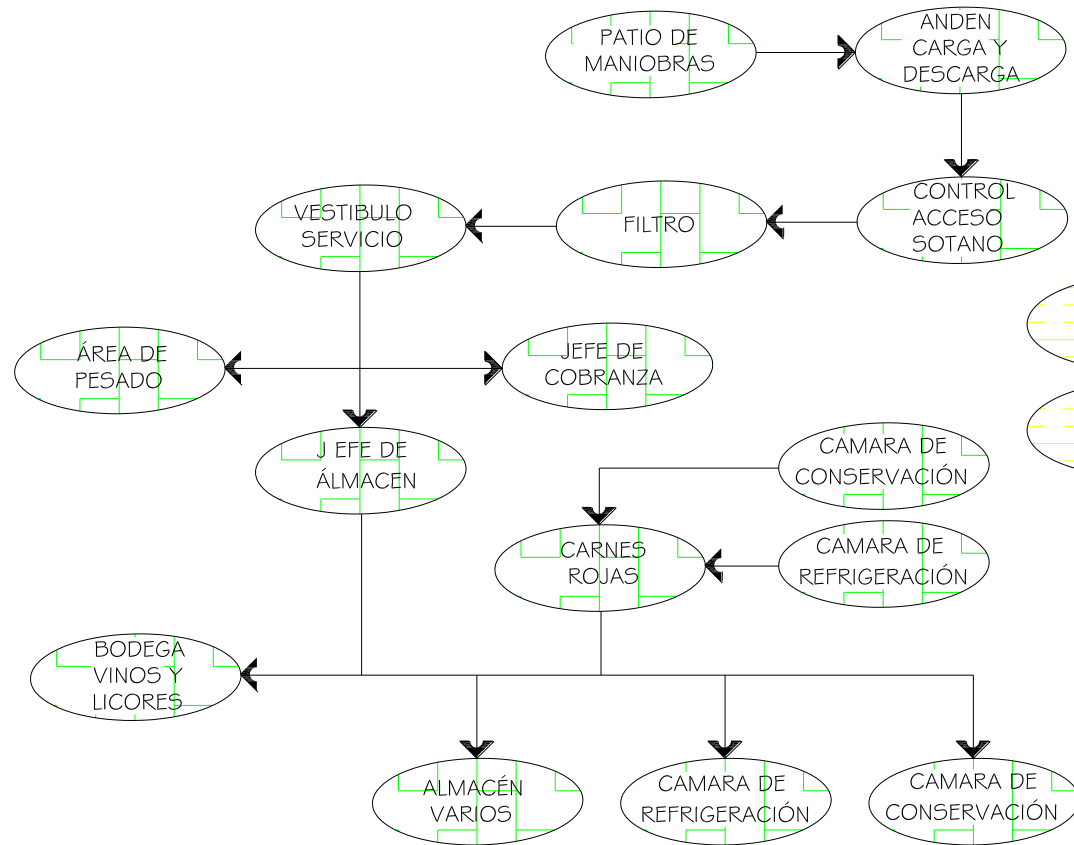 PATIO DE
MANIOBRAS
ANDEN
CARGA Y
DESCARGA
VESTIBULO
SERVICIO
FILTRO
CONTROL
ACCESO
SOTANO
ÁREA DE
PESADO
JEFE DE
COBRANZA
J EFE DE
ÁLMACEN
CAMARA DE
CONSERVACIÓN
CARNES
ROJAS
CAMARA DE
REFRIGERACIÓN
BODEGA
VINOS Y
LICORES
ALMACÉN
VARIOS
CAMARA DE
REFRIGERACIÓN
CAMARA DE
CONSERVACIÓN